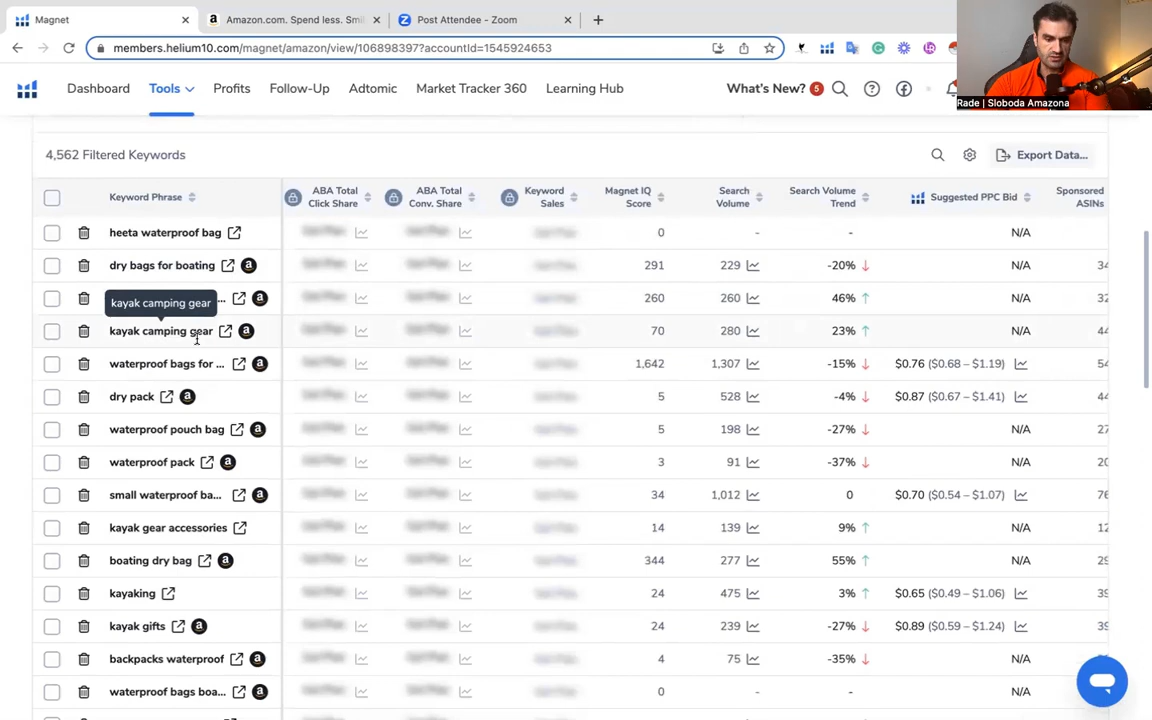 Magnet
Amazon.com. Spend less. Smi
Post Attendee - Zoom
members.helium10.com/magnet/amazon/view/106898397?accountId=1545924653
Rade | Sloboda Amazona
Dashboard Tools Profits Follow-Up Adtomic Market Tracker 360 Learning Hub What's New? 5
4,562 Filtered Keywords Export Data...
Keyword Phrase ABA Total Click Share ABA Total Conv. Share Keyword Sales Magnet IQ Score Search Volume Search Volume Trend Suggested PPC Bid Sponsored ASINs
heeta waterproof bag 0 - - N/A
dry bags for boating 291 229 -20% N/A 34
kayak camping gear
... 260 260 46% N/A 32
kayak camping gear 70 280 23% N/A 44
waterproof bags for ... 1,642 1,307 -15% $0.76 ($0.68 – $1.19) 54
dry pack 5 528 -4% $0.87 ($0.67 – $1.41) 44
waterproof pouch bag 5 198 -27% N/A 27
waterproof pack 3 91 -37% N/A 20
small waterproof ba... 34 1,012 0 $0.70 ($0.54 – $1.07) 76
kayak gear accessories 14 139 9% N/A 12
boating dry bag 344 277 55% N/A 29
kayaking 24 475 3% $0.65 ($0.49 – $1.06) 39
kayak gifts 24 239 -27% $0.89 ($0.59 – $1.24) 39
backpacks waterproof 4 75 -35% N/A
waterproof bags boa... 0 - - N/A